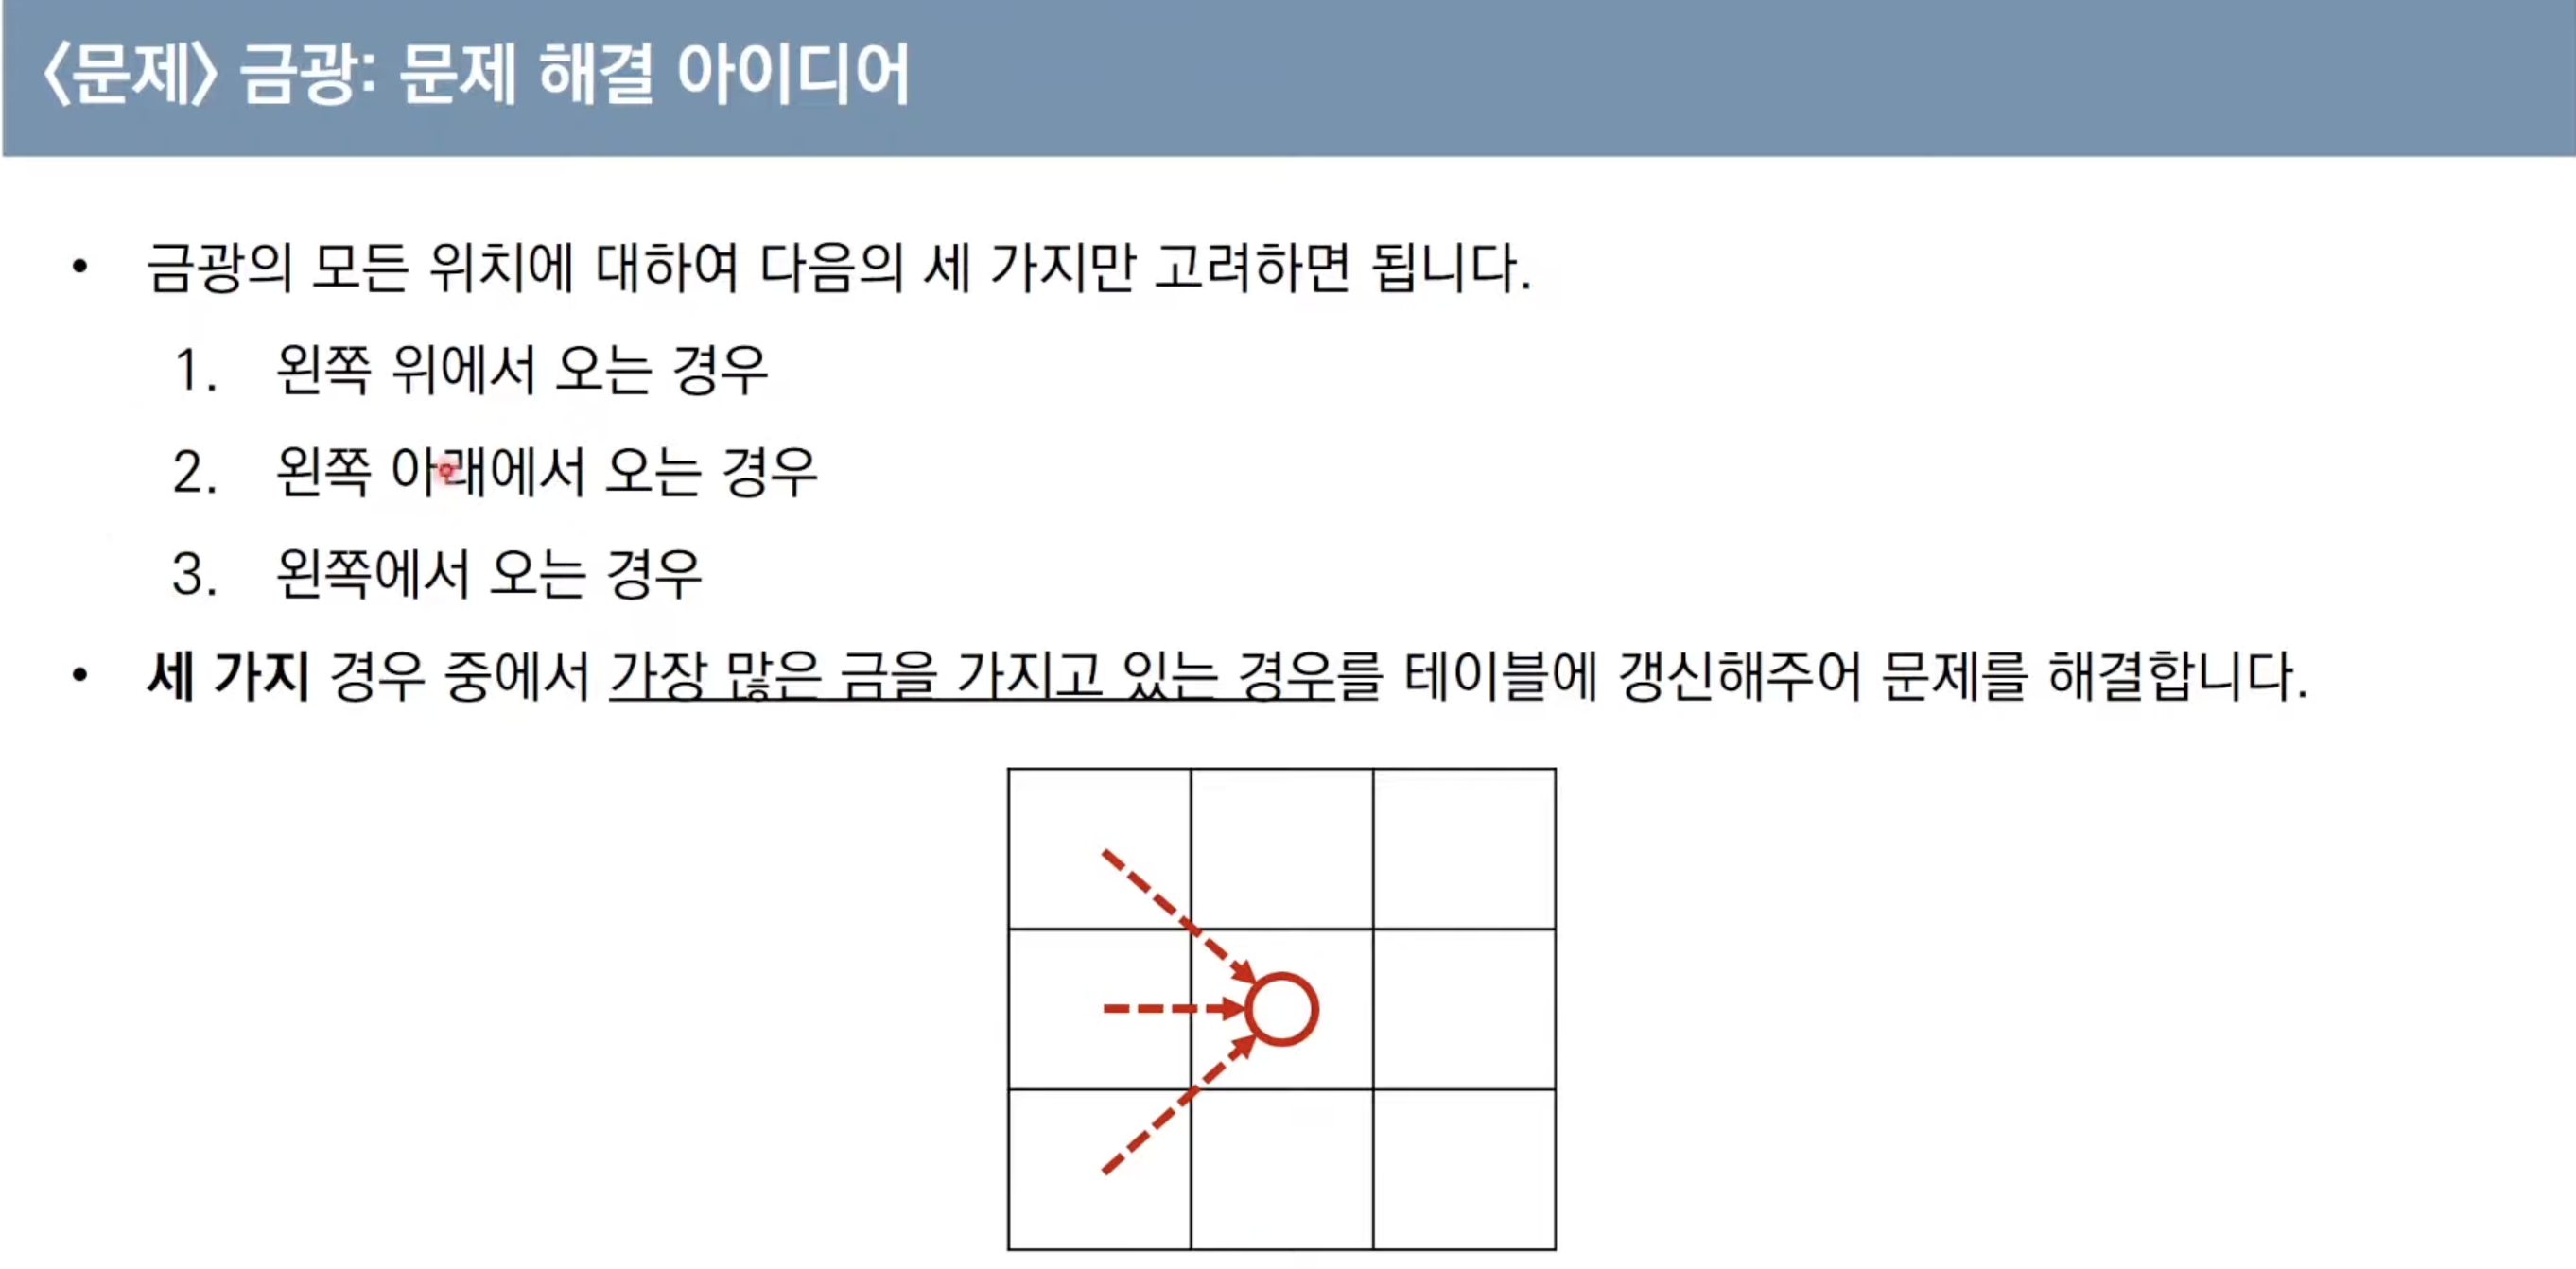 <문제> 금광: 문제 해결 아이디어
• 금광의 모든 위치에 대하여 다음의 세 가지만 고려하면 됩니다.
1. 왼쪽 위에서 오는 경우
2. 왼쪽 아래에서 오는 경우
3. 왼쪽에서 오는 경우
• 세 가지 경우 중에서 가장 많은 금을 가지고 있는 경우를 테이블에 갱신해주어 문제를 해결합니다.